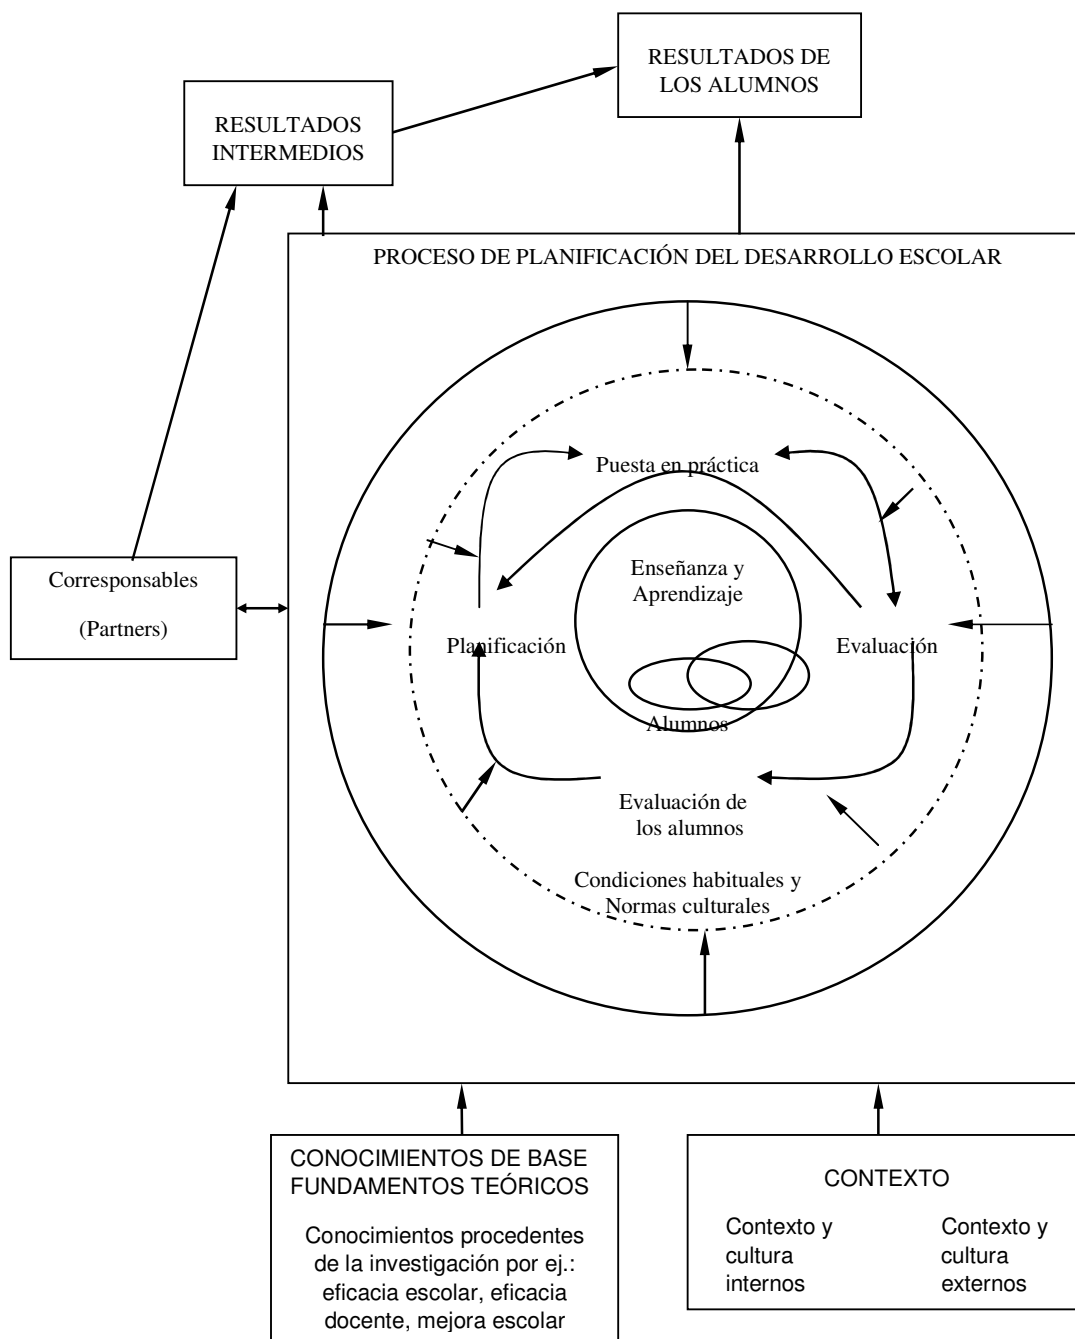 RESULTADOS DE
LOS ALUMNOS
RESULTADOS
INTERMEDIOS
PROCESO DE PLANIFICACIÓN DEL DESARROLLO ESCOLAR
Puesta en práctica
Enseñanza y
Aprendizaje
Corresponsables
(Partners)
Planificación
Evaluación
Alumnos
Evaluación de
los alumnos
Condiciones habituales y
Normas culturales
CONOCIMIENTOS DE BASE
FUNDAMENTOS TEÓRICOS
Conocimientos procedentes
de la investigación por ej.:
eficacia escolar, eficacia
docente, mejora escolar
CONTEXTO
Contexto y
cultura
internos
Contexto y
cultura
externos